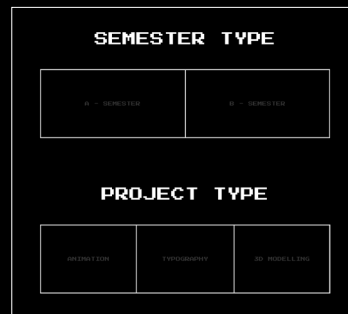 SEMESTER TYPE
A - SEMESTER B - SEMESTER
PROJECT TYPE
ANIMATION TYPOGRAPHY 3D MODELLING